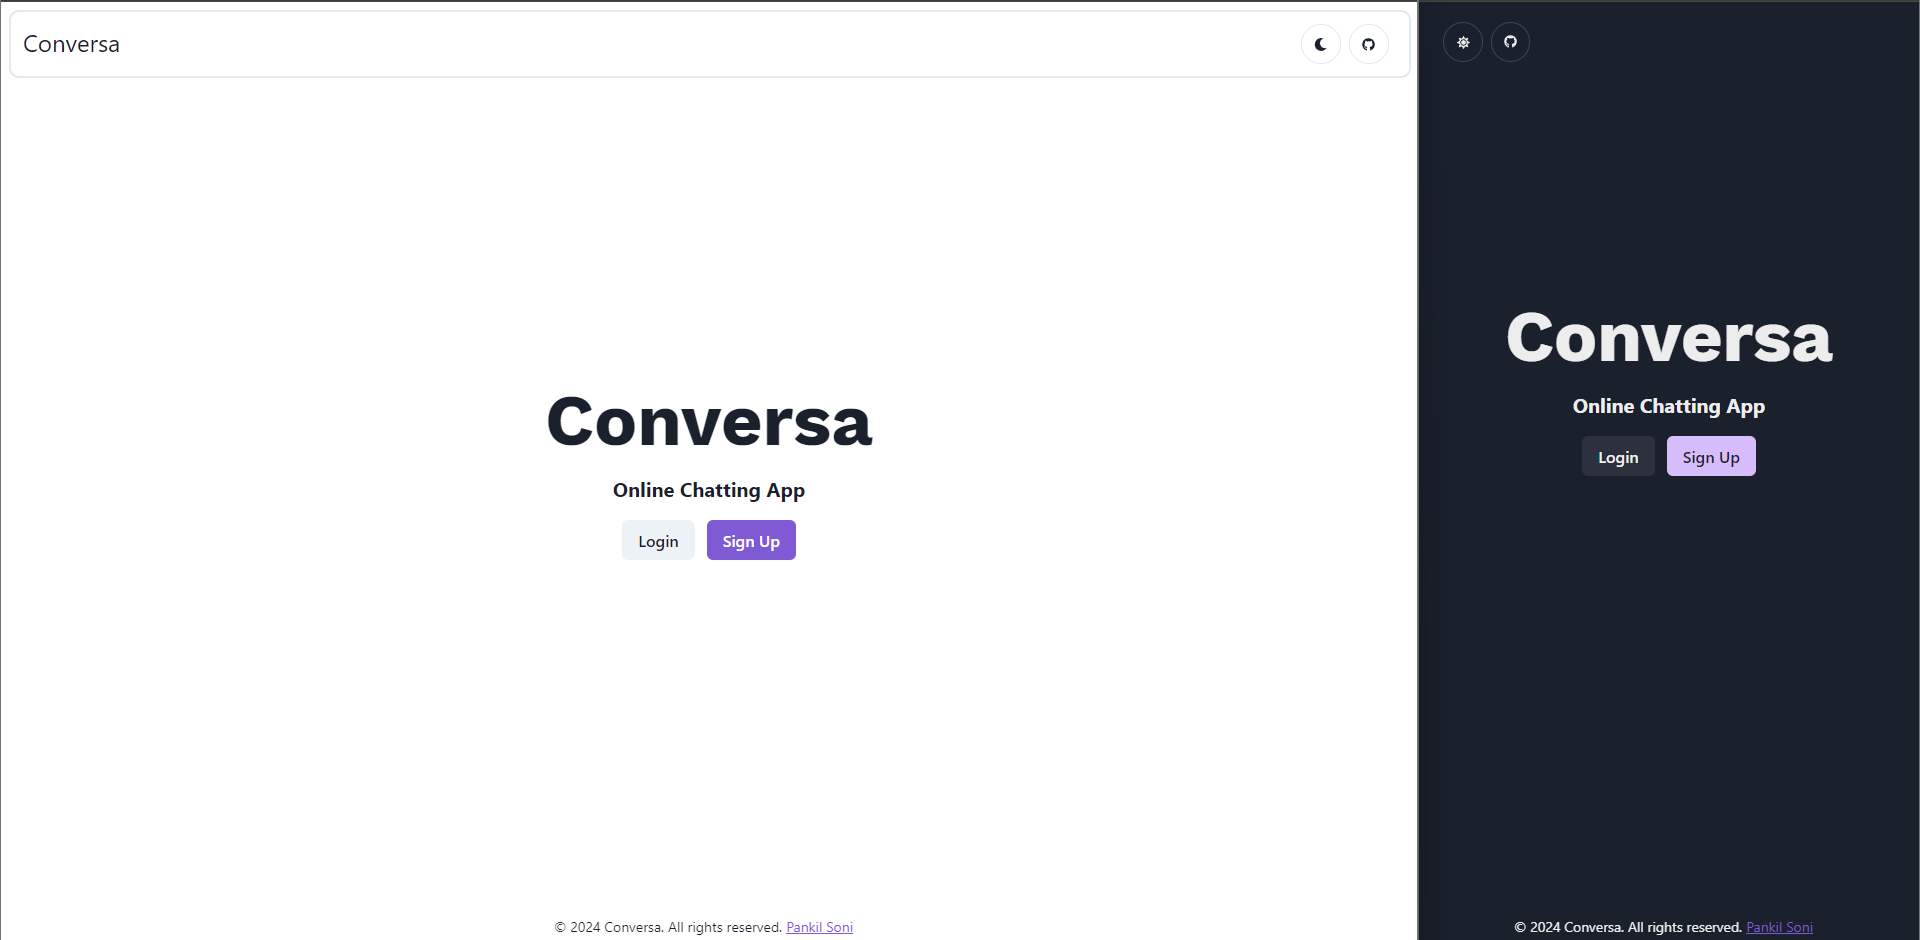 Conversa
Conversa
Online Chatting App
Login
Sign Up
© 2024 Conversa. All rights reserved. Pankil Soni
Conversa
Online Chatting App
Login
Sign Up
© 2024 Conversa. All rights reserved. Pankil Soni